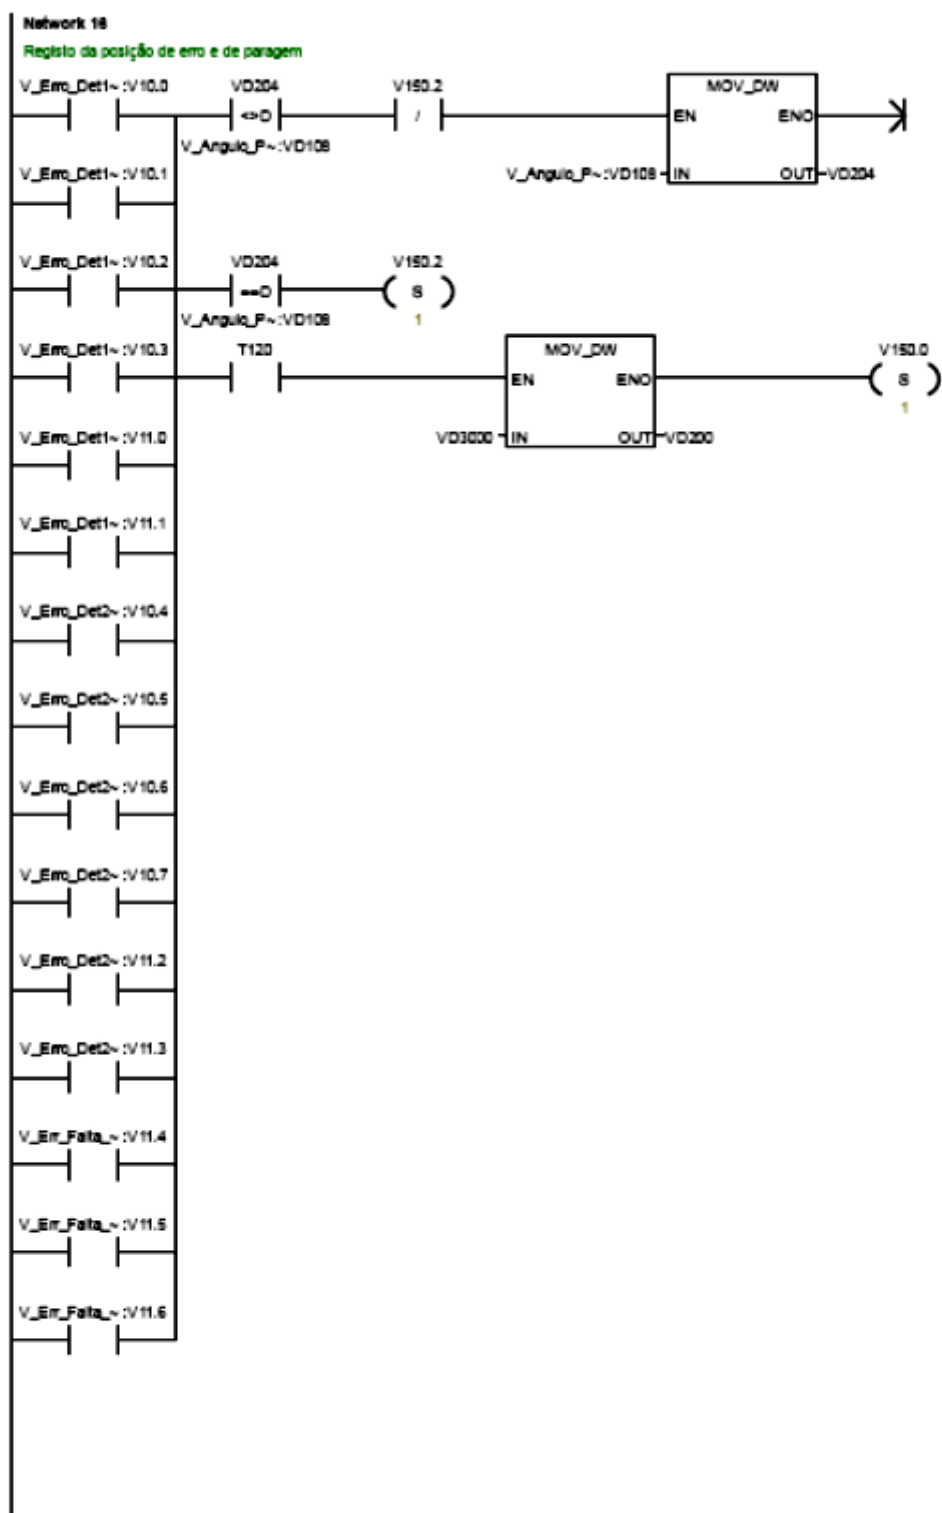 Network 16
Registo da posição de erro e de paragem
V_Erro_Det1~:V10.0 VD204 V150.2 MOV_DW
<>D / EN ENO
V_Angulo_P~:VD108
V_Erro_Det1~:V10.1 V_Angulo_P~:VD108 IN OUT VD204
V_Erro_Det1~:V10.2 VD204 V150.2
==D S
V_Angulo_P~:VD108 1
V_Erro_Det1~:V10.3 T120 MOV_DW V150.0
EN ENO S
1
V_Erro_Det1~:V11.0 VD3000 IN OUT VD200
V_Erro_Det1~:V11.1
V_Erro_Det2~:V10.4
V_Erro_Det2~:V10.5
V_Erro_Det2~:V10.6
V_Erro_Det2~:V10.7
V_Erro_Det2~:V11.2
V_Erro_Det2~:V11.3
V_Err_Falta_~:V11.4
V_Err_Falta_~:V11.5
V_Err_Falta_~:V11.6